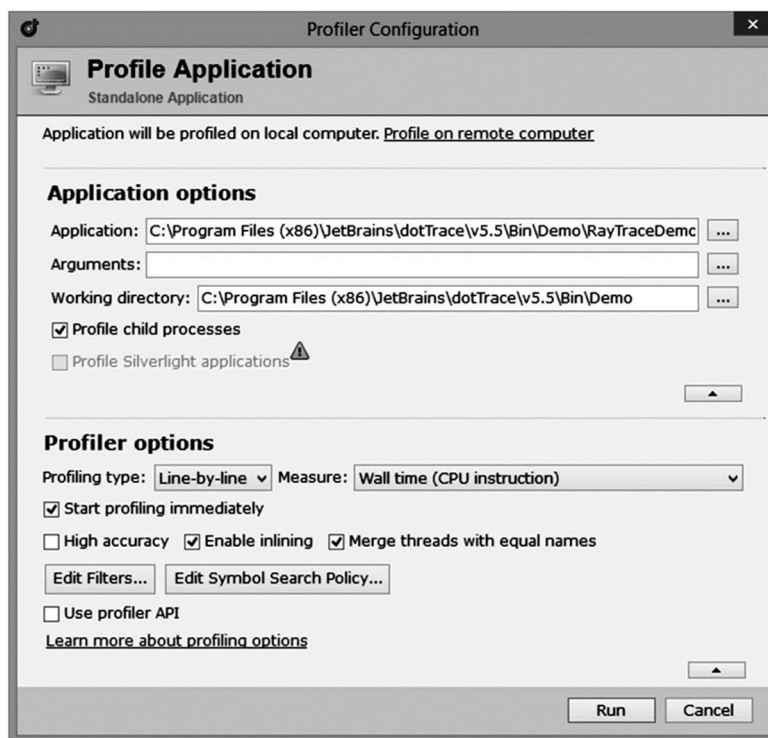 Profiler Configuration
Profile Application
Standalone Application
Application will be profiled on local computer. Profile on remote computer
Application options
Application: C:\Program Files (x86)\JetBrains\dotTrace\v5.5\Bin\Demo\RayTraceDemo ...
Arguments: ...
Working directory: C:\Program Files (x86)\JetBrains\dotTrace\v5.5\Bin\Demo ...
Profile child processes
Profile Silverlight applications
Profiler options
Profiling type: Line-by-line Measure: Wall time (CPU instruction)
Start profiling immediately
High accuracy Enable inlining Merge threads with equal names
Edit Filters... Edit Symbol Search Policy...
Use profiler API
Learn more about profiling options
Run Cancel